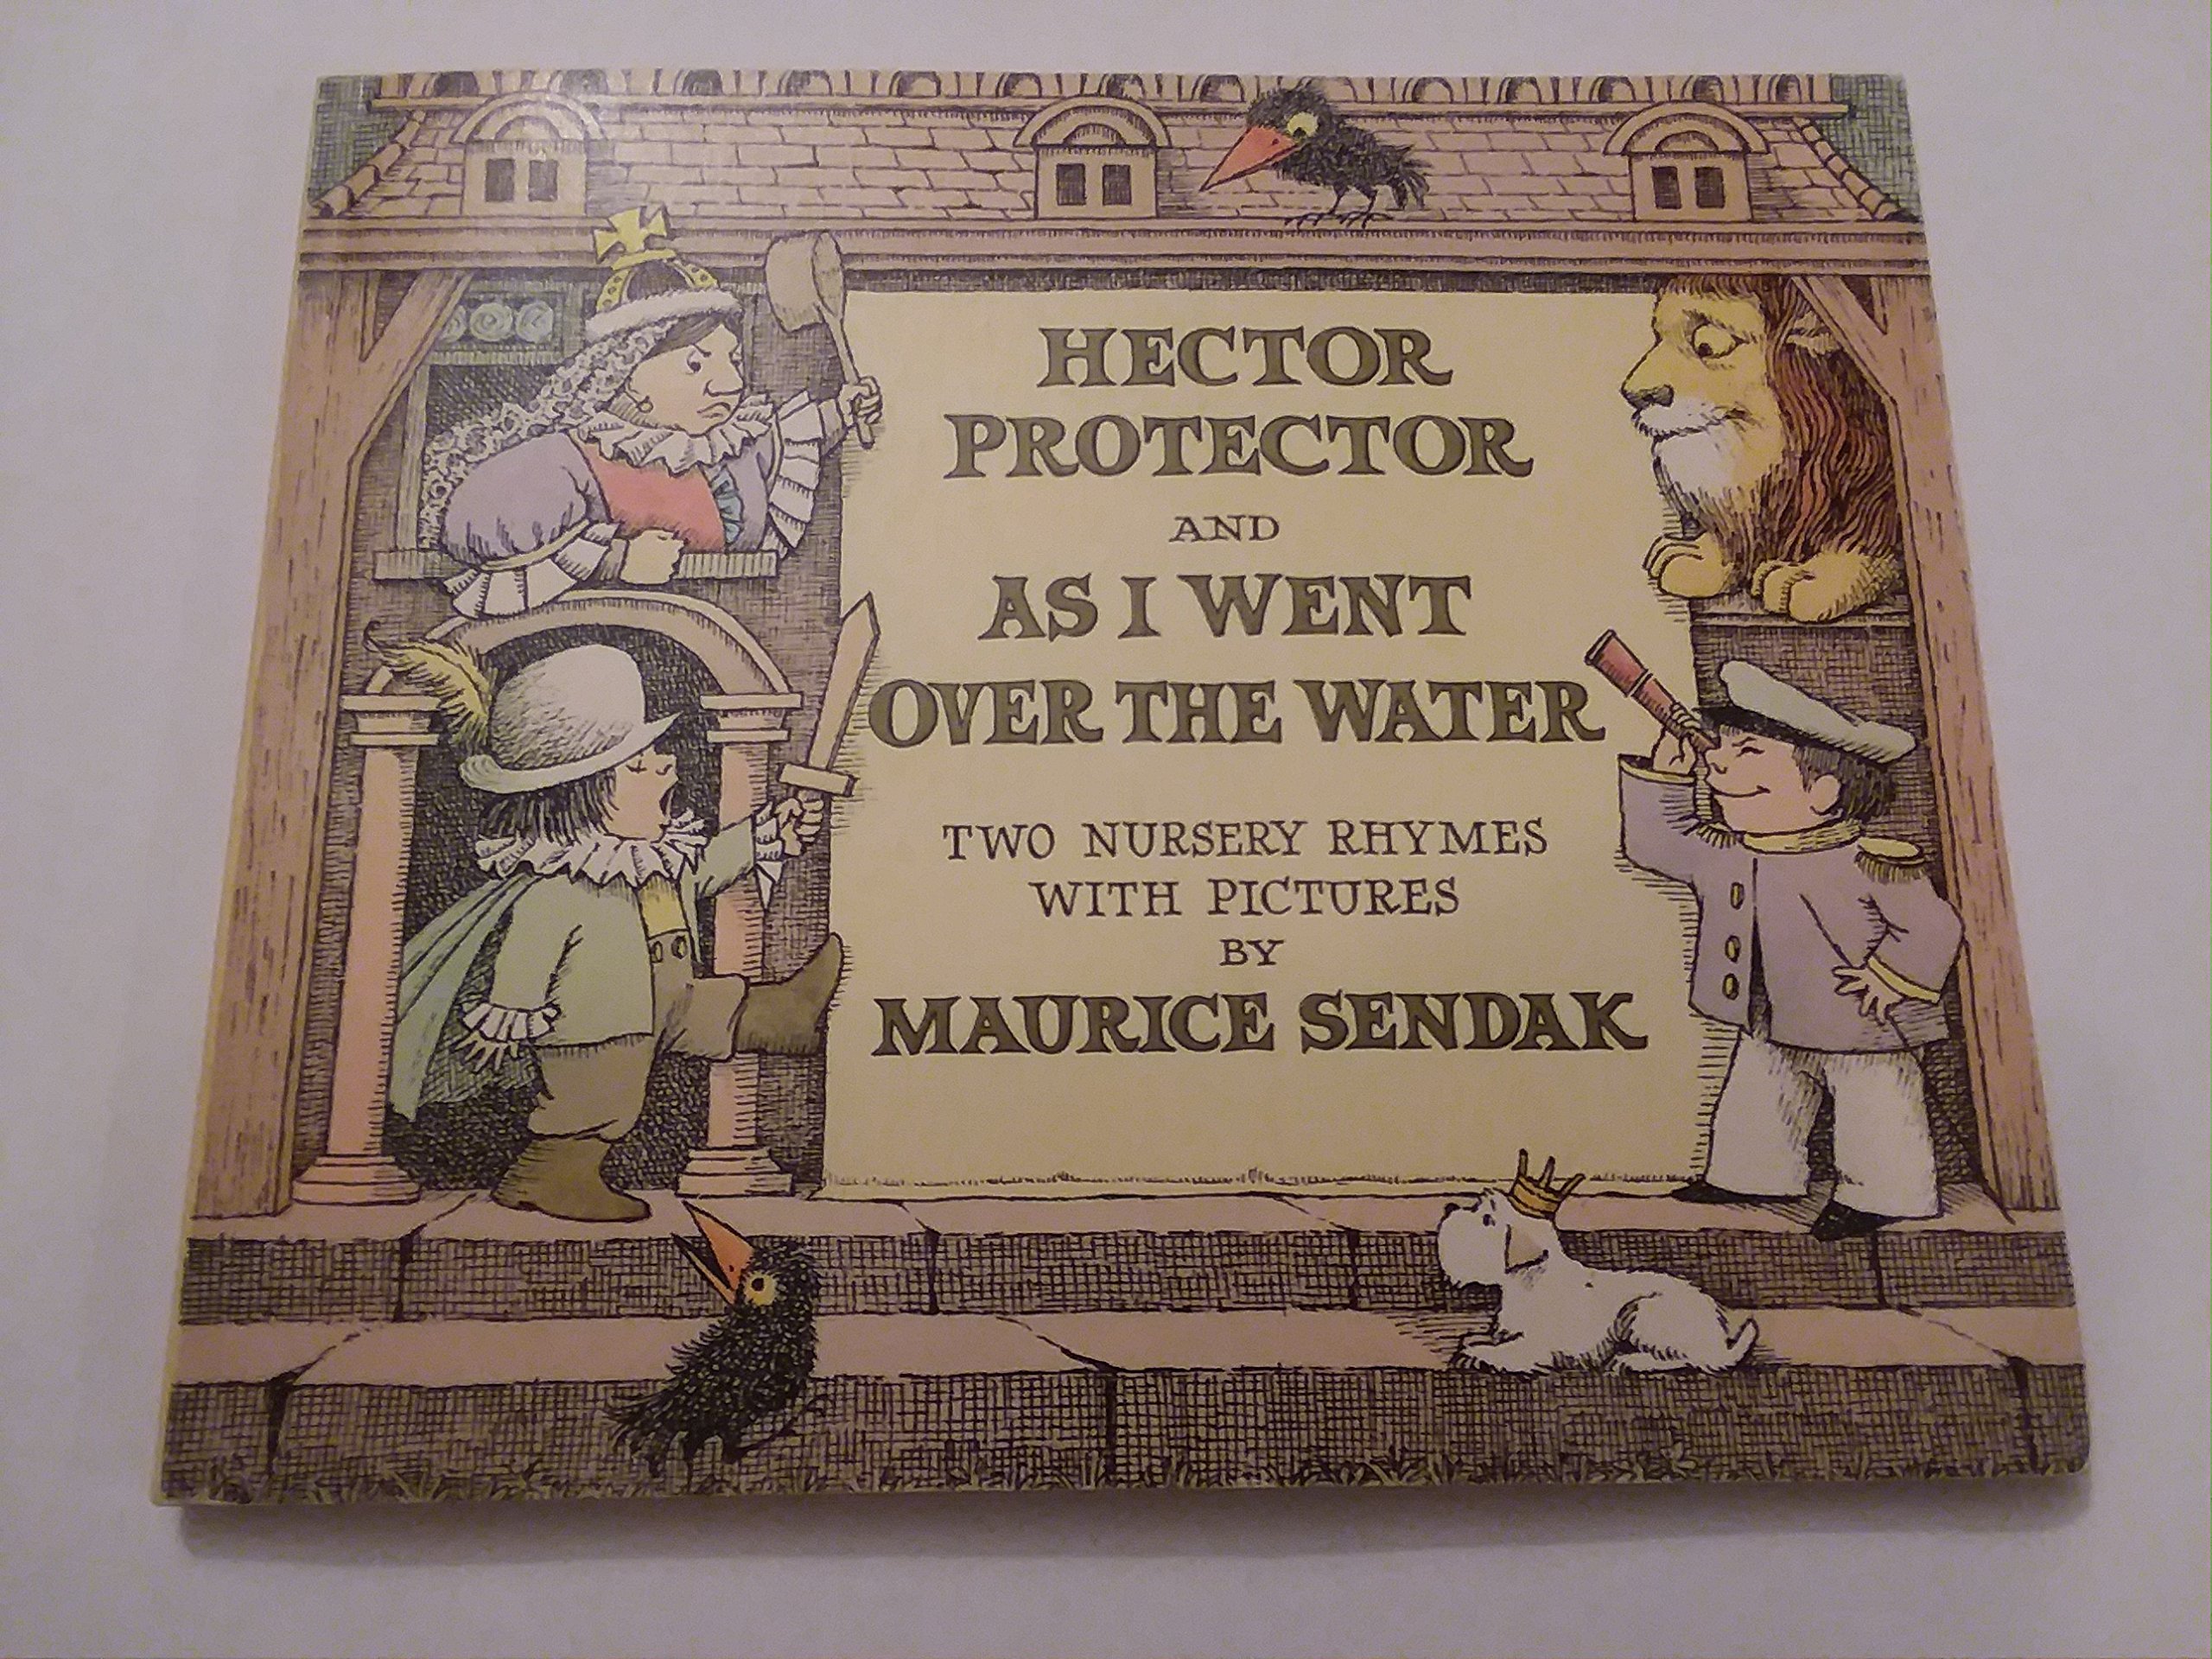 HECTOR
PROTECTOR
AND
AS I WENT
OVER THE WATER
TWO NURSERY RHYMES
WITH PICTURES
BY
MAURICE SENDAK